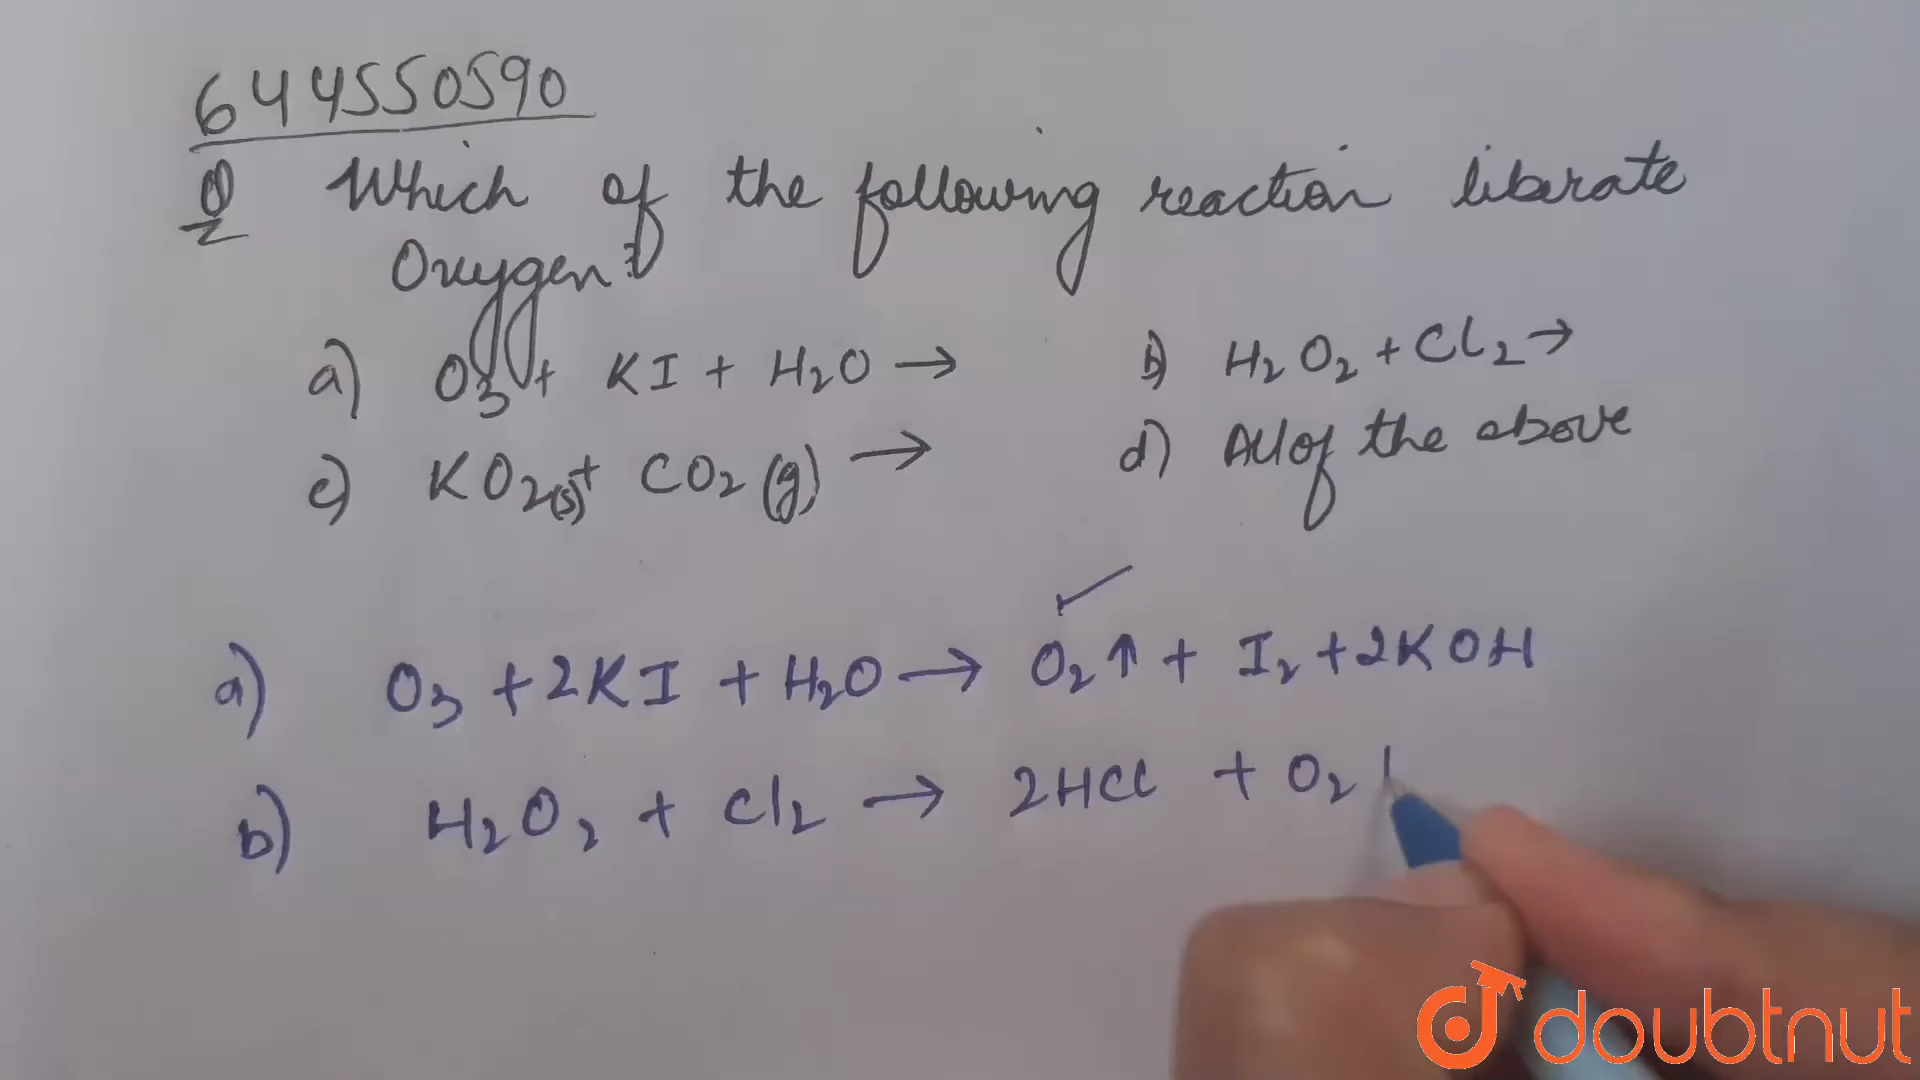 644550590
Q Which of the following reaction liberate
Oxygen?
a) O3 + KI + H2O →
b) H2O2 + Cl2 →
c) KO2(s) + CO2(g) →
d) All of the above
a) O3 + 2KI + H2O → O2↑ + I2 + 2KOH
b) H2O2 + Cl2 → 2HCl + O2
doubtnut